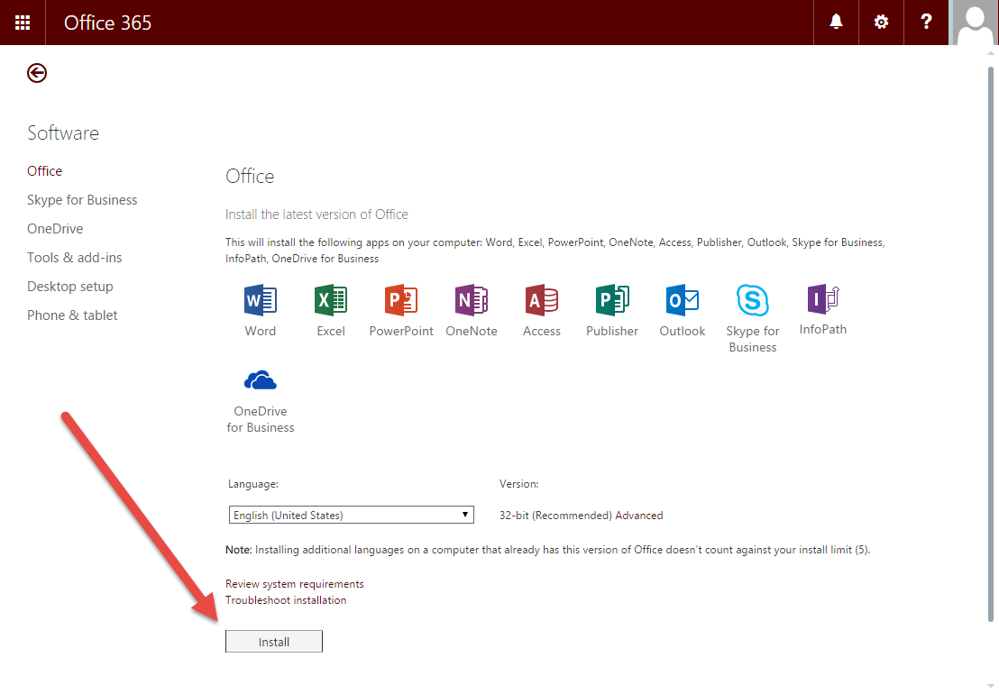 Office 365
?
Software
Office
Skype for Business
OneDrive
Tools & add-ins
Desktop setup
Phone & tablet
Office
Install the latest version of Office
This will install the following apps on your computer: Word, Excel, PowerPoint, OneNote, Access, Publisher, Outlook, Skype for Business,
InfoPath, OneDrive for Business
Word Excel PowerPoint OneNote Access Publisher Outlook Skype for Business InfoPath
OneDrive
for Business
Language: Version:
English (United States) 32-bit (Recommended) Advanced
Note: Installing additional languages on a computer that already has this version of Office doesn't count against your install limit (5).
Review system requirements
Troubleshoot installation
Install